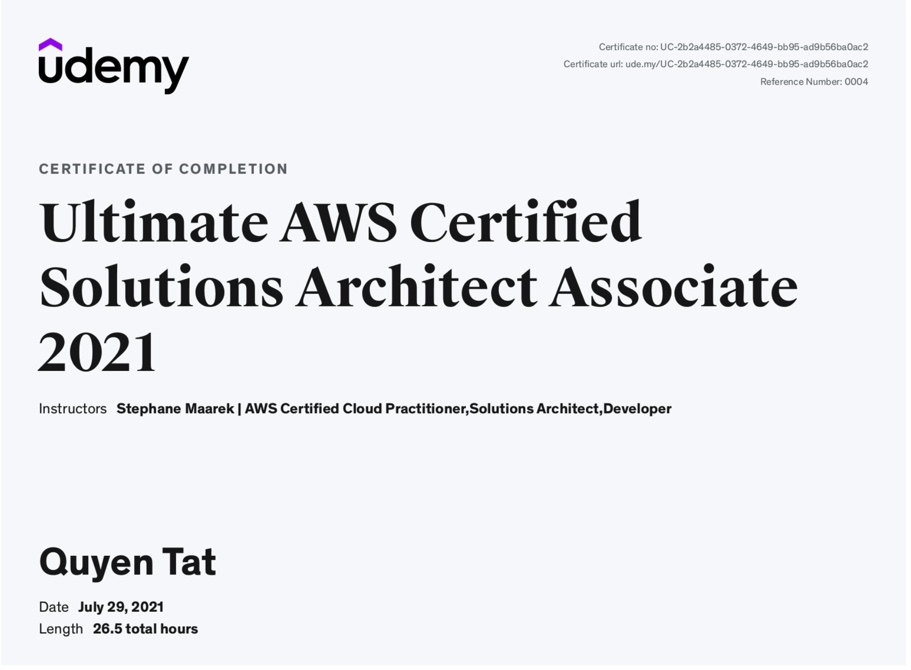 udemy
Certificate no: UC-2b2a4485-0372-4649-bb95-ad9b56ba0ac2
Certificate url: ude.my/UC-2b2a4485-0372-4649-bb95-ad9b56ba0ac2
Reference Number: 0004
CERTIFICATE OF COMPLETION
Ultimate AWS Certified
Solutions Architect Associate
2021
Instructors Stephane Maarek | AWS Certified Cloud Practitioner,Solutions Architect,Developer
Quyen Tat
Date July 29, 2021
Length 26.5 total hours